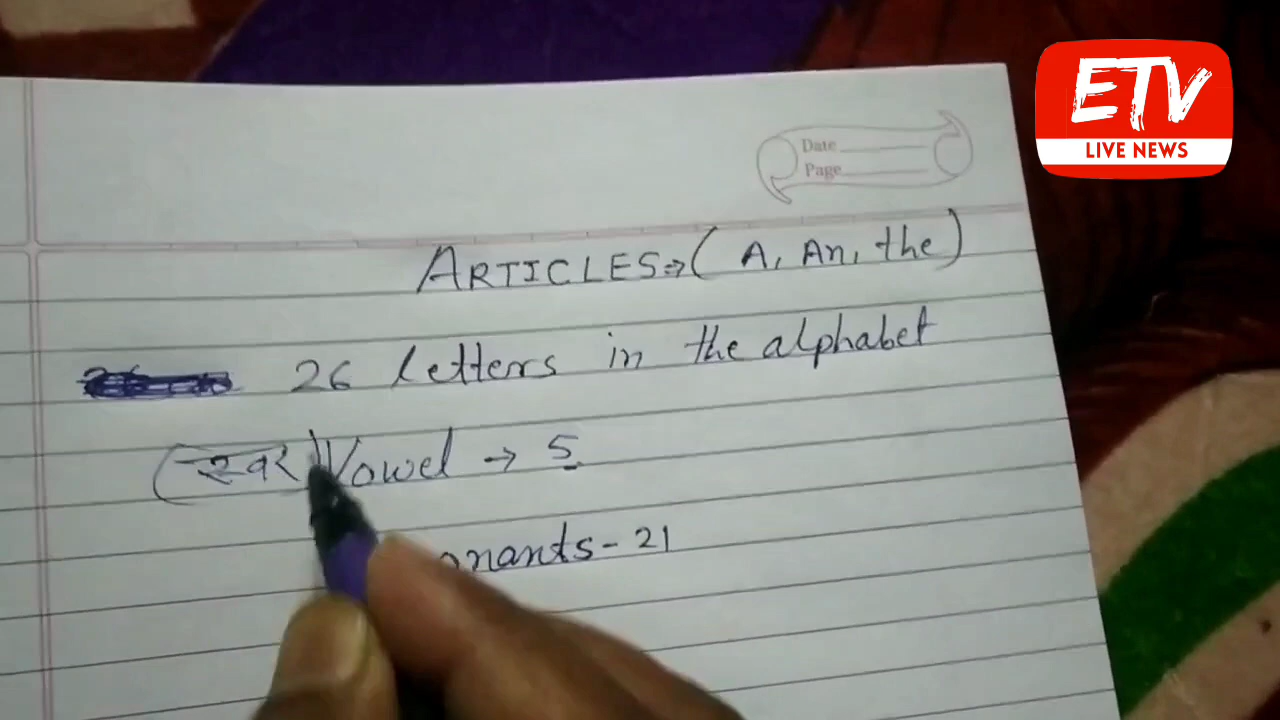 ETV
LIVE NEWS
Date
Page
ARTICLES⇒(A, An, the)
26 letters in the alphabet
(स्वर) Vowel → 5
onants - 21